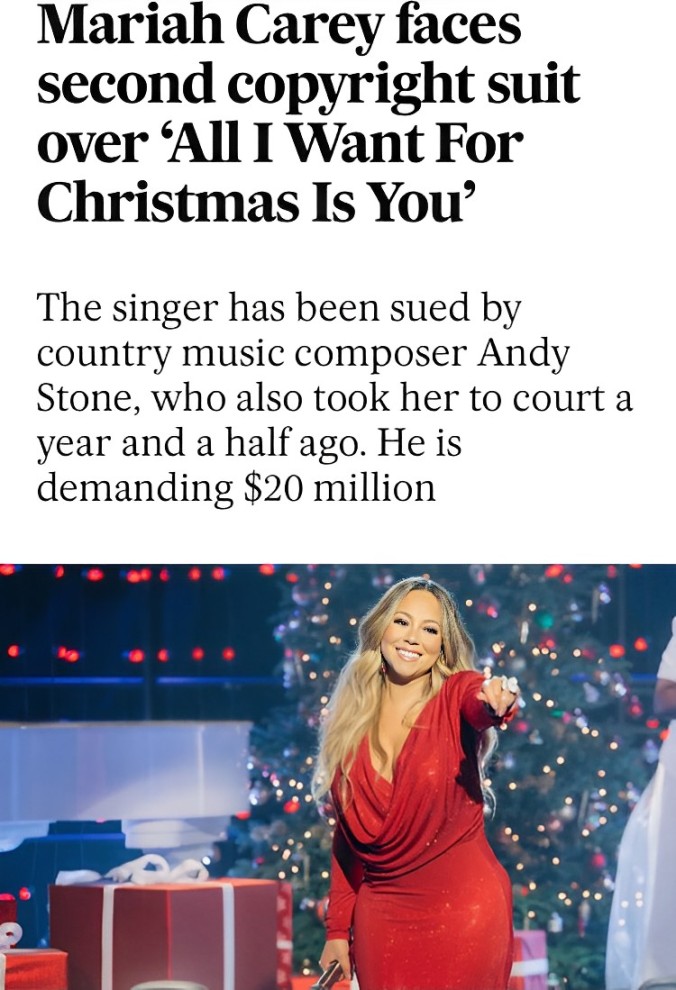 Mariah Carey faces
second copyright suit
over ‘All I Want For
Christmas Is You’
The singer has been sued by
country music composer Andy
Stone, who also took her to court a
year and a half ago. He is
demanding $20 million